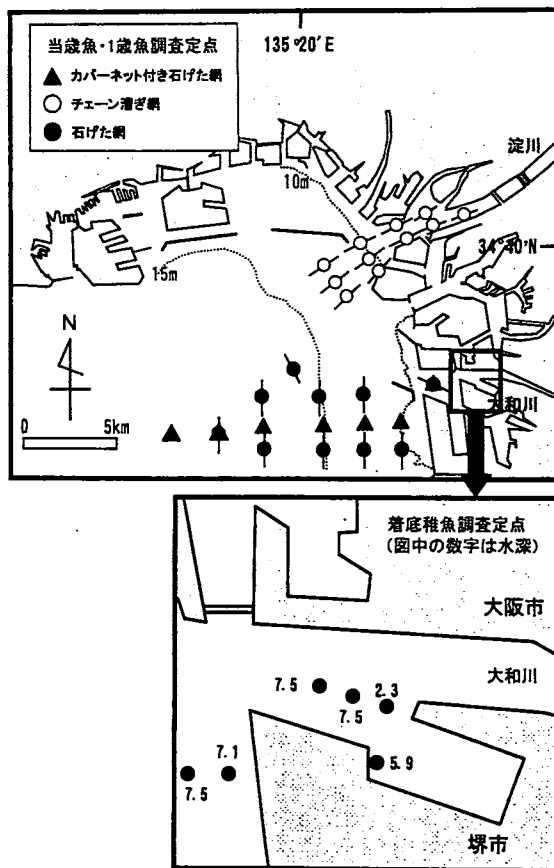 135°20′E
当歳魚・1歳魚調査定点
▲ カバーネット付き石げた網
○ チェーン漕ぎ網
● 石げた網
淀川
10m
34°40′N
15m
N
大和川
0 5km
着底稚魚調査定点
(図中の数字は水深)
大阪市
大和川
7.5
7.5
2.3
7.1
7.5
5.9
堺市